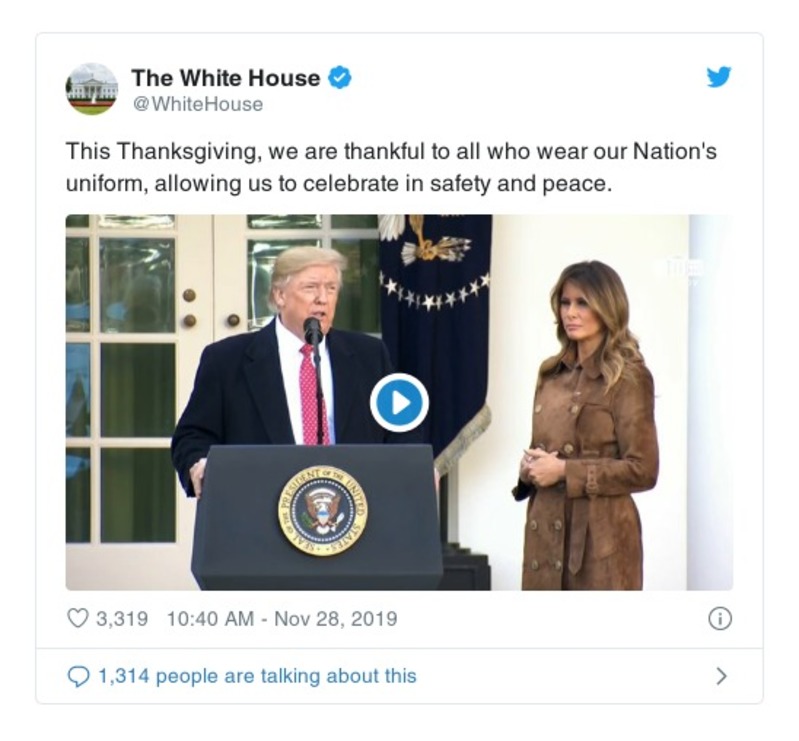 The White House
@WhiteHouse
This Thanksgiving, we are thankful to all who wear our Nation's
uniform, allowing us to celebrate in safety and peace.
SEAL OF THE PRESIDENT OF THE UNITED STATES
3,319 10:40 AM - Nov 28, 2019
1,314 people are talking about this